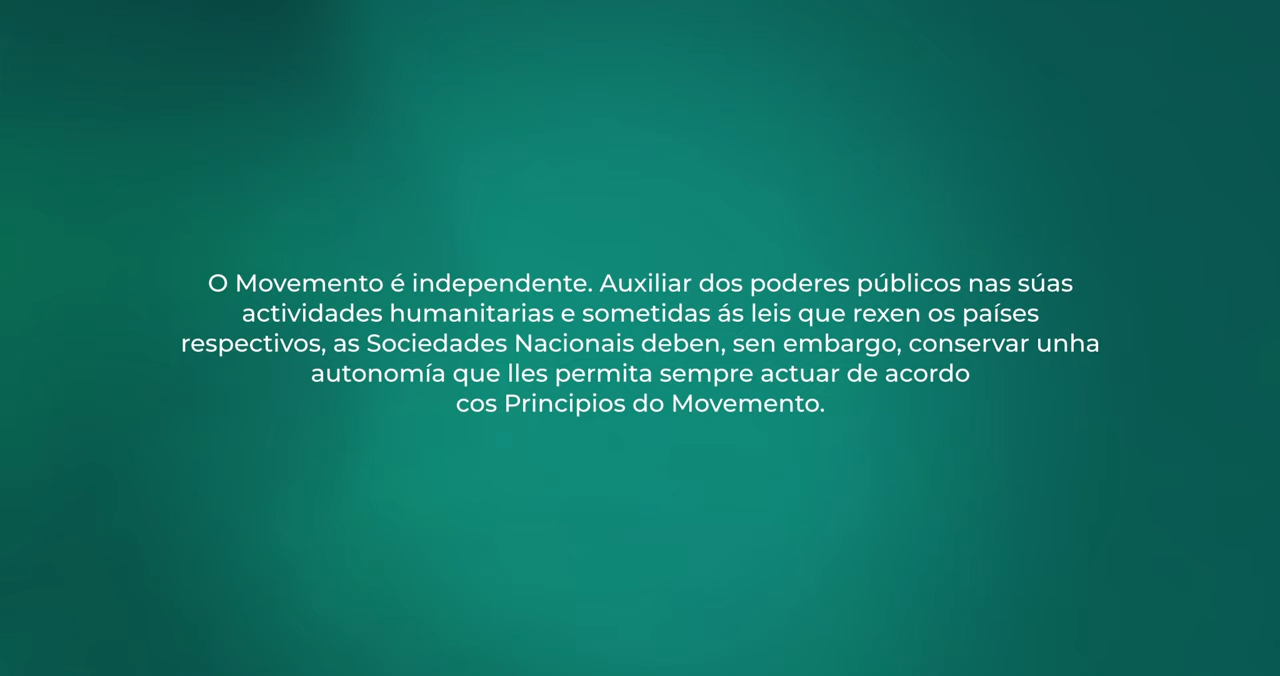 O Movemento é independente. Auxiliar dos poderes públicos nas súas
actividades humanitarias e sometidas ás leis que rexen os países
respectivos, as Sociedades Nacionais deben, sen embargo, conservar unha
autonomía que lles permita sempre actuar de acordo
cos Principios do Movemento.